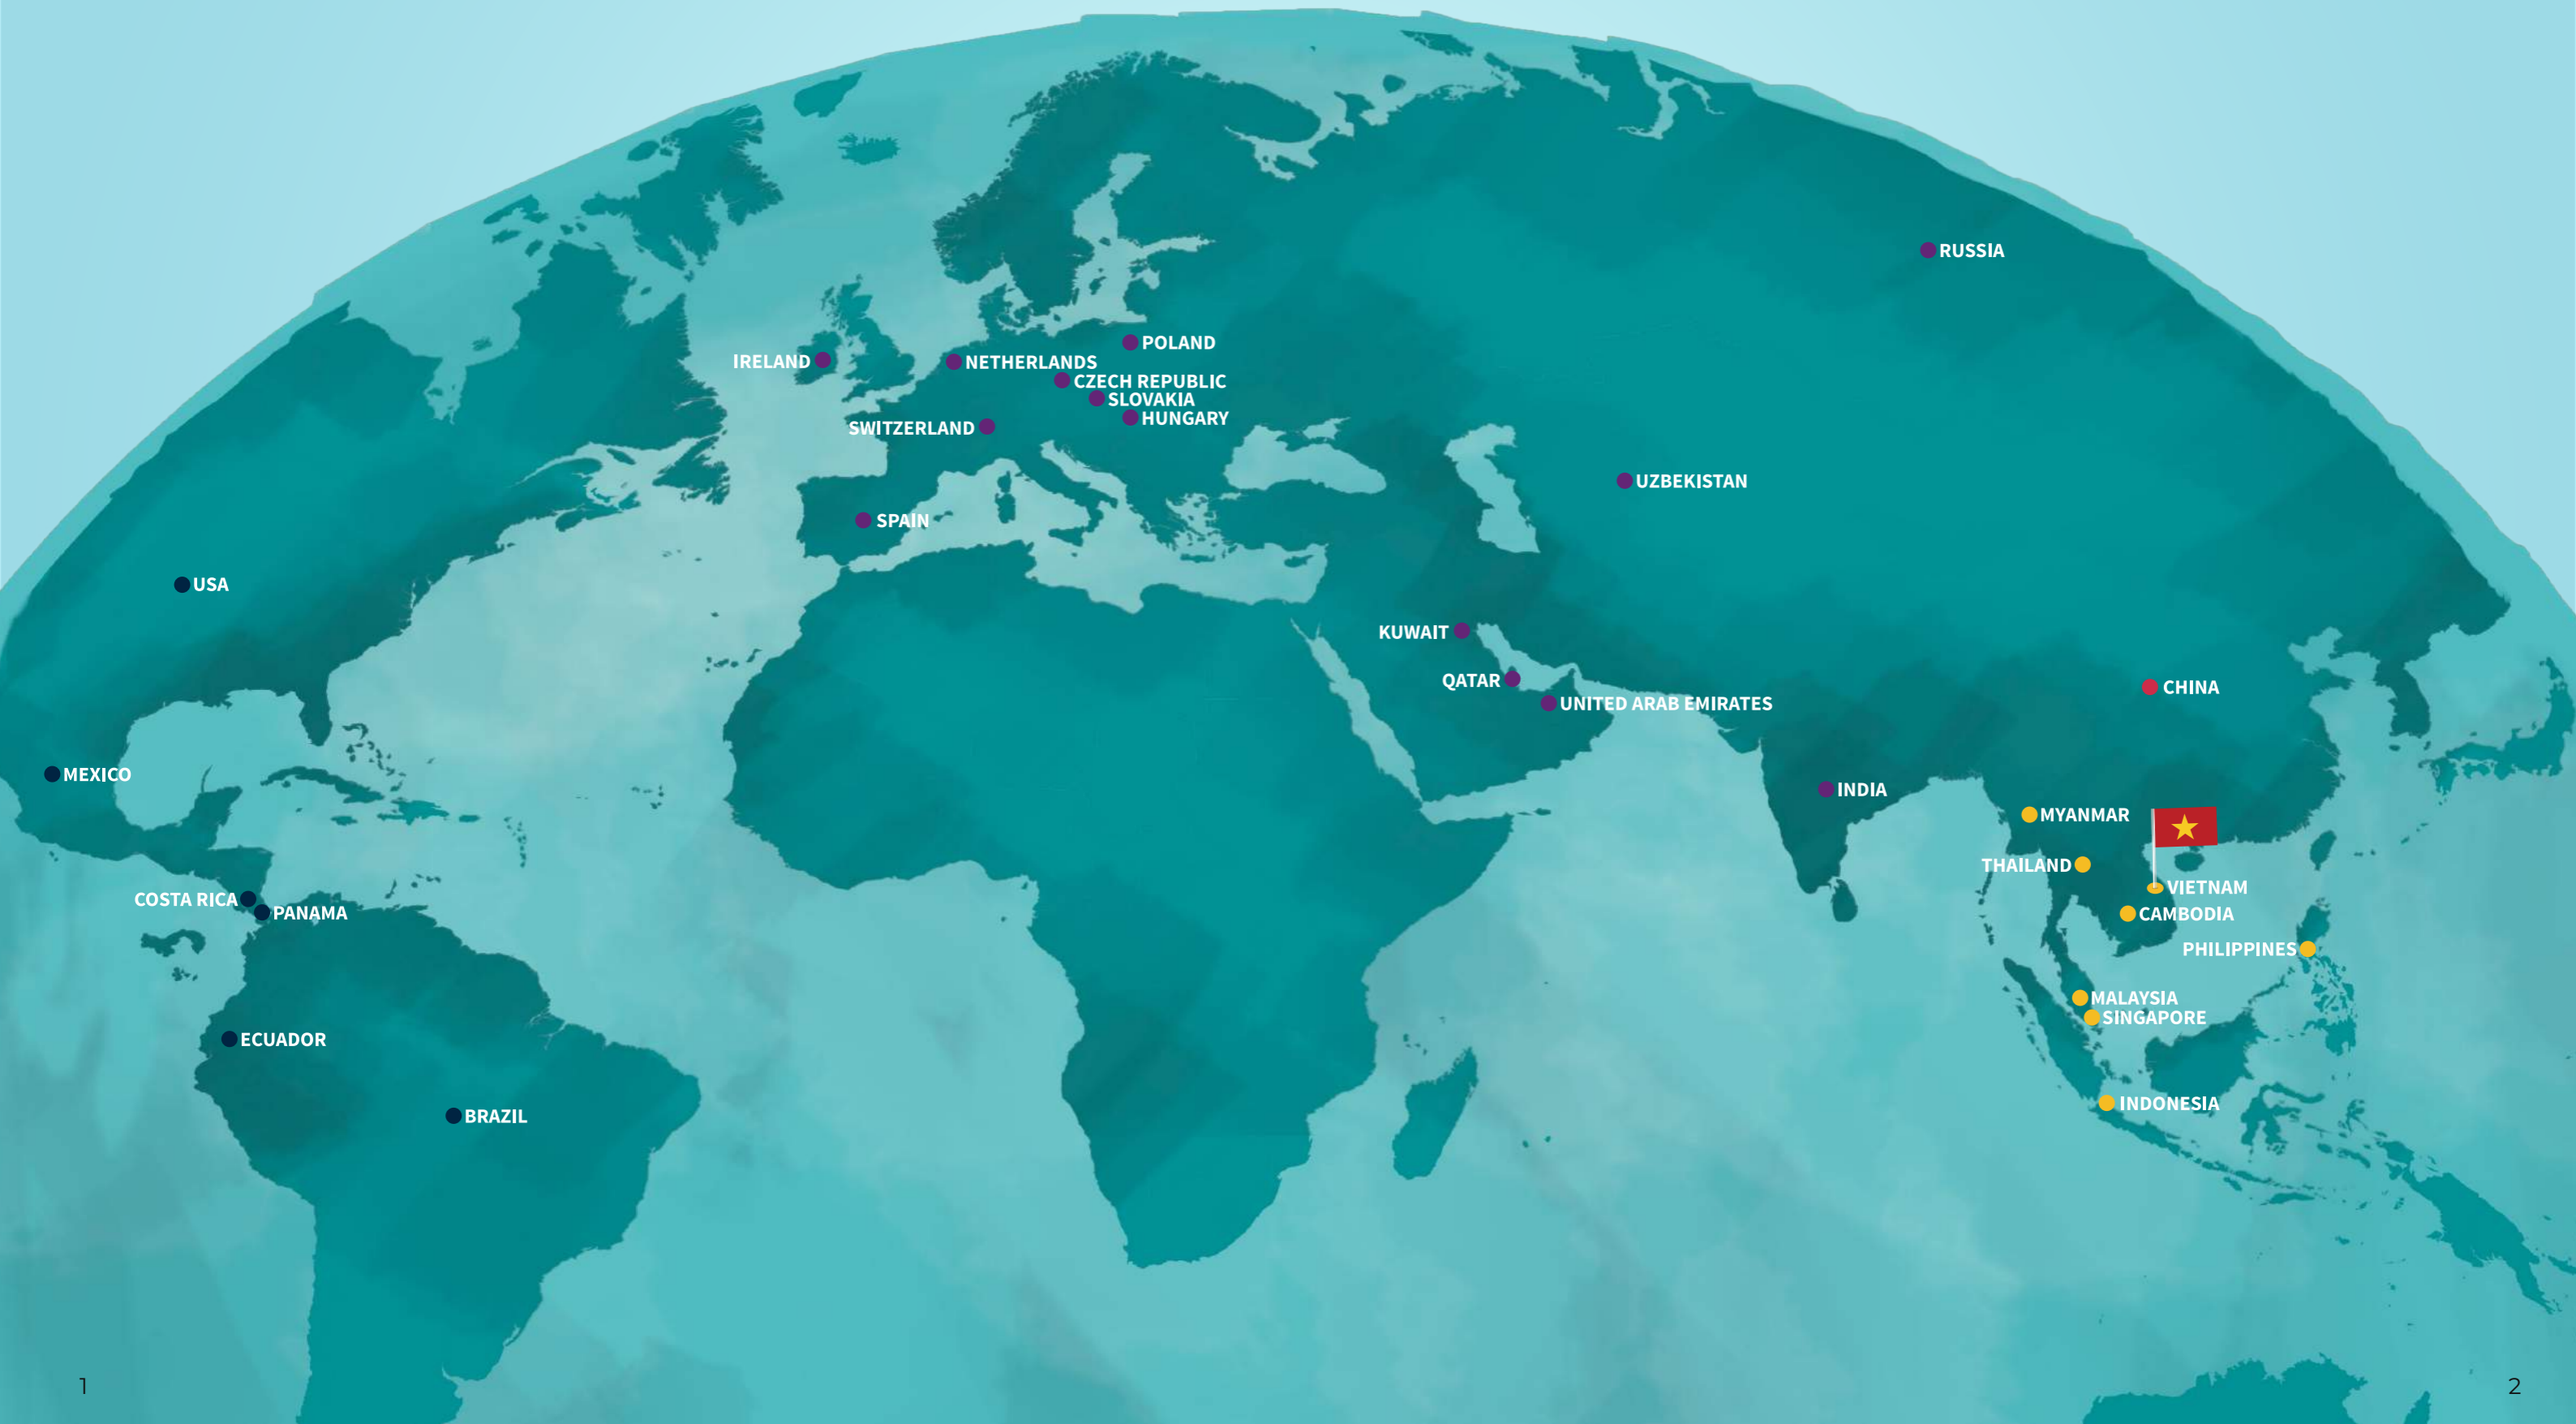 RUSSIA
POLAND
IRELAND
NETHERLANDS
CZECH REPUBLIC
SLOVAKIA
HUNGARY
SWITZERLAND
UZBEKISTAN
SPAIN
USA
KUWAIT
QATAR
CHINA
UNITED ARAB EMIRATES
MEXICO
INDIA
MYANMAR
THAILAND
VIETNAM
COSTA RICA
PANAMA
CAMBODIA
PHILIPPINES
MALAYSIA
SINGAPORE
ECUADOR
INDONESIA
BRAZIL
1
2